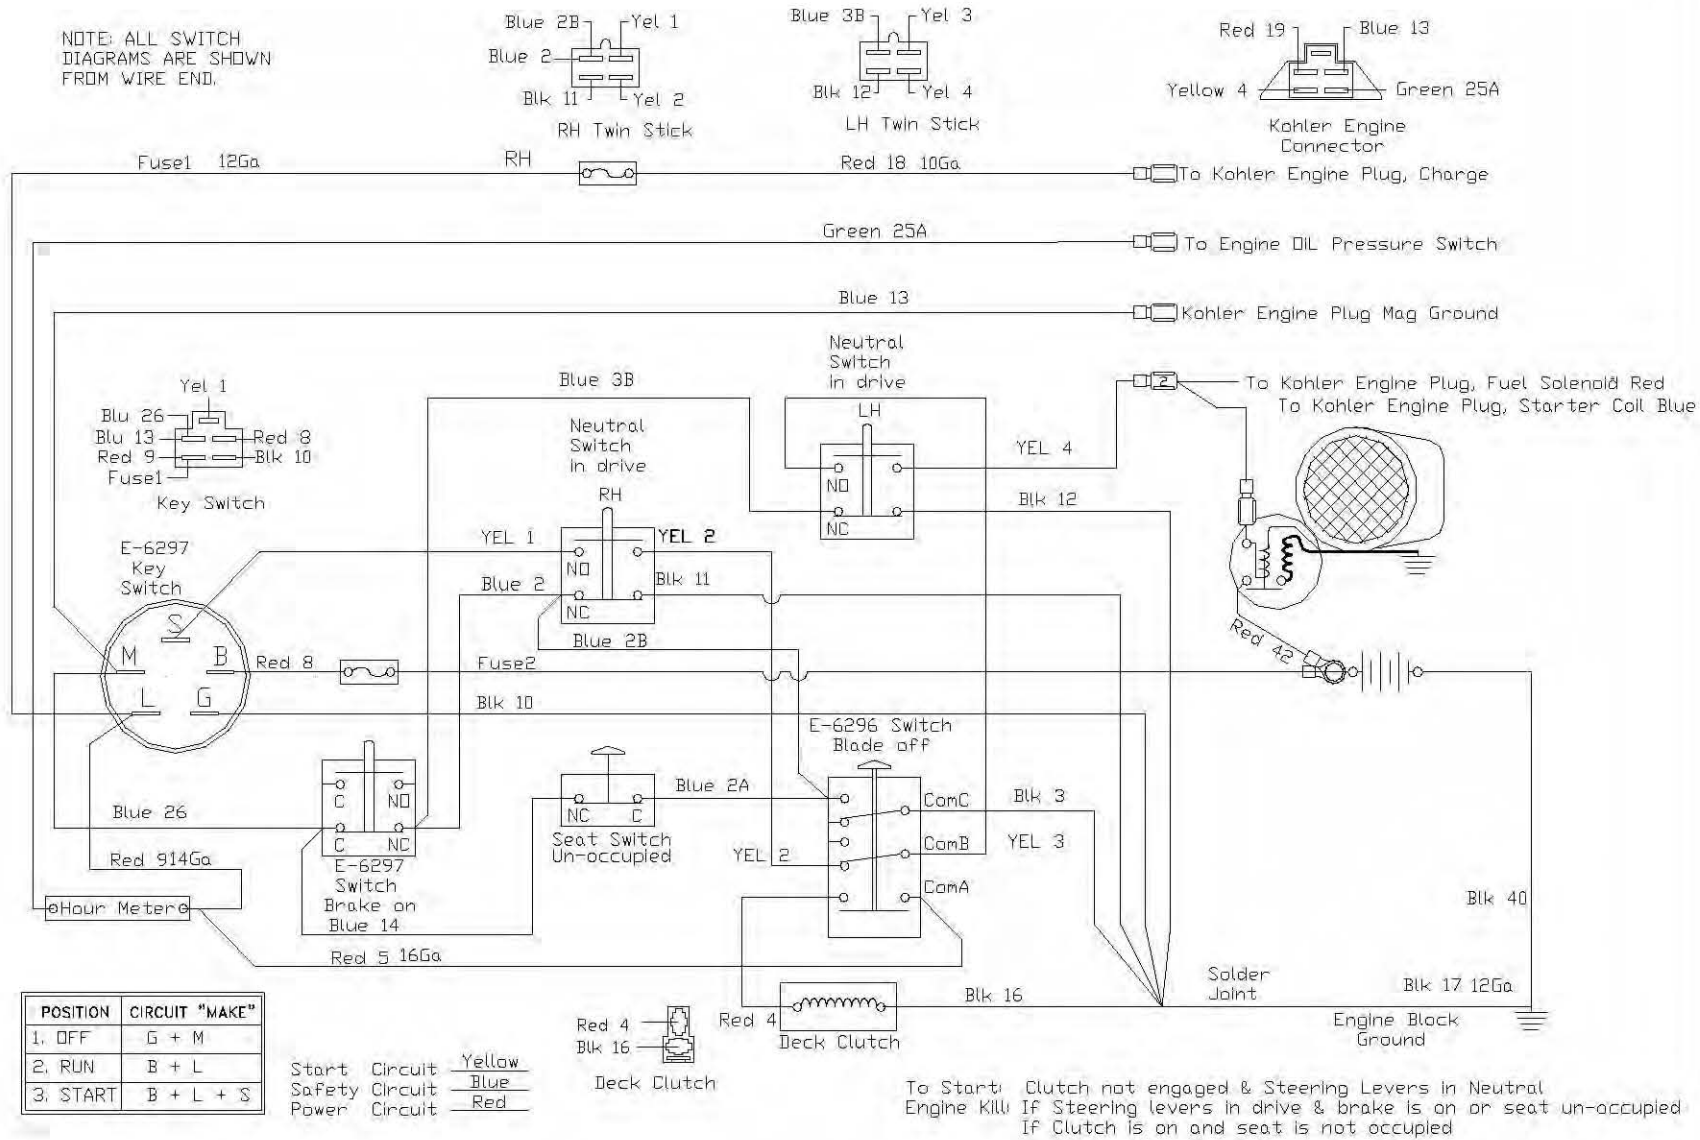 NOTE: ALL SWITCH
DIAGRAMS ARE SHOWN
FROM WIRE END.
Blue 2B
Yel 1
Blue 2
Blk 11
Yel 2
RH Twin Stick
Blue 3B
Yel 3
Blk 12
Yel 4
LH Twin Stick
Red 19
Blue 13
Yellow 4
Green 25A
Kohler Engine
Connector
Fuse1 12Ga
RH
Red 18 10Ga
To Kohler Engine Plug, Charge
Green 25A
To Engine OIL Pressure Switch
Blue 13
Kohler Engine Plug Mag Ground
Neutral
Switch
in drive
LH
NO
NC
Blue 3B
2
To Kohler Engine Plug, Fuel Solenoid Red
To Kohler Engine Plug, Starter Coil Blue
YEL 4
Blk 12
Yel 1
Blu 26
Blu 13
Red 8
Red 9
Blk 10
Fuse1
Key Switch
Neutral
Switch
in drive
RH
NO
NC
YEL 1
YEL 2
Blue 2
Blk 11
Blue 2B
E-6297
Key
Switch
S
M
B
L
G
Red 8
Fuse2
Red 42
Blk 10
E-6296 Switch
Blade off
ComC
ComB
ComA
Blk 3
YEL 3
YEL 2
Blue 2A
NC
C
Seat Switch
Un-occupied
Blue 26
C
NO
C
NC
E-6297
Switch
Brake on
Blue 14
Red 914Ga
Hour Meter
Red 5 16Ga
Blk 40
Solder
Joint
Blk 17 12Ga
Engine Block
Ground
Red 4
Blk 16
Deck Clutch
Red 4
Blk 16
Deck Clutch
POSITION CIRCUIT "MAKE"
1. OFF G + M
2. RUN B + L
3. START B + L + S
Start Circuit Yellow
Safety Circuit Blue
Power Circuit Red
To Start: Clutch not engaged & Steering Levers in Neutral
Engine Kill: If Steering levers in drive & brake is on or seat un-occupied
If Clutch is on and seat is not occupied